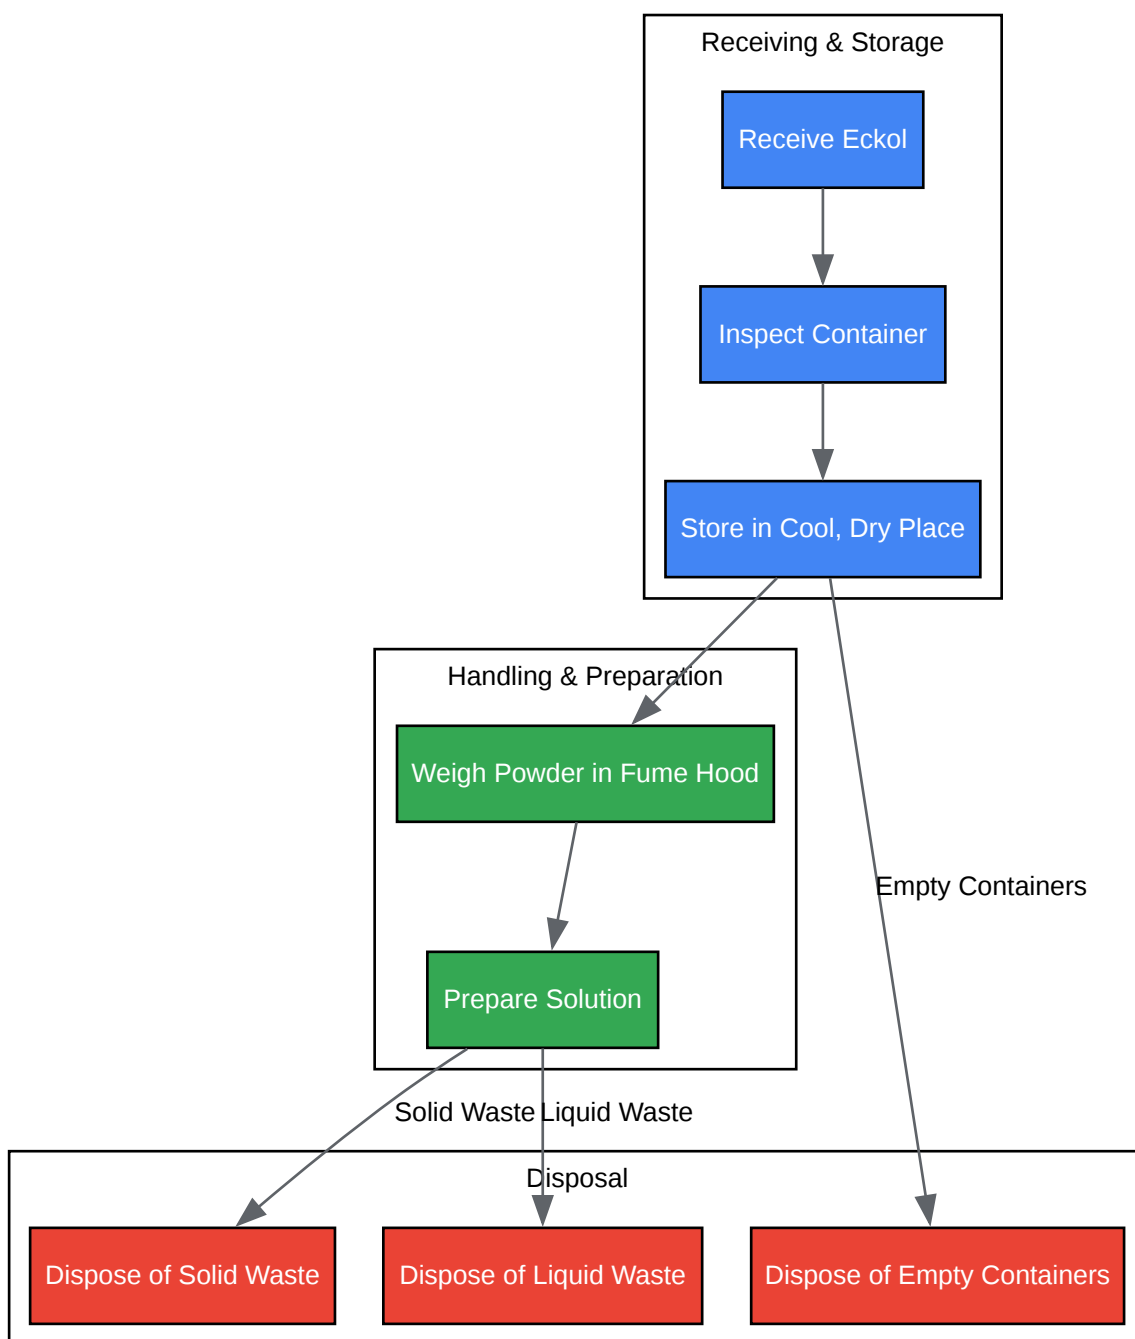 Receiving & Storage
Receive Eckol
Inspect Container
Store in Cool, Dry Place
Handling & Preparation
Weigh Powder in Fume Hood
Empty Containers
Prepare Solution
Solid Waste
Liquid Waste
Disposal
Dispose of Solid Waste
Dispose of Liquid Waste
Dispose of Empty Containers